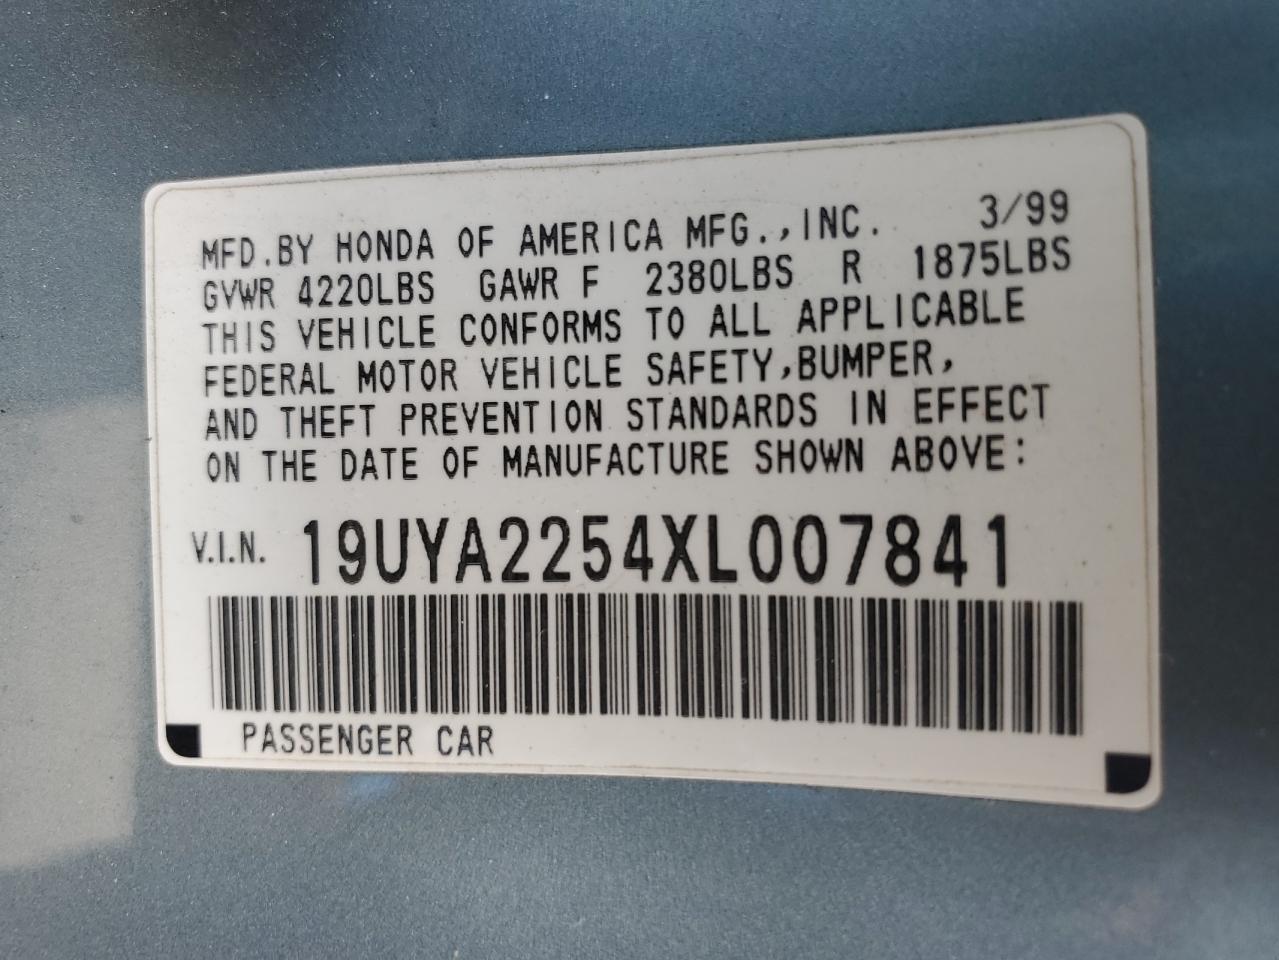 MFD.BY HONDA OF AMERICA MFG.,INC. 3/99
GVWR 4220LBS GAWR F 2380LBS R 1875LBS
THIS VEHICLE CONFORMS TO ALL APPLICABLE
FEDERAL MOTOR VEHICLE SAFETY,BUMPER,
AND THEFT PREVENTION STANDARDS IN EFFECT
ON THE DATE OF MANUFACTURE SHOWN ABOVE:
V.I.N. 19UYA2254XL007841
PASSENGER CAR